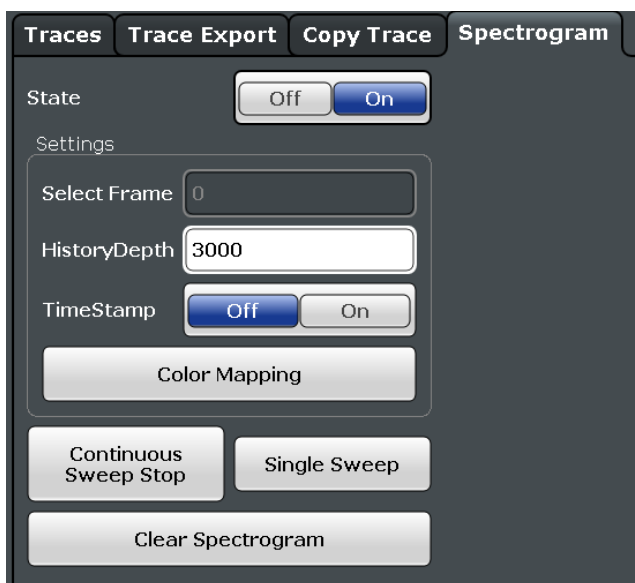 Traces Trace Export Copy Trace Spectrogram
State Off On
Settings
Select Frame 0
HistoryDepth 3000
TimeStamp Off On
Color Mapping
Continuous
Sweep Stop
Single Sweep
Clear Spectrogram